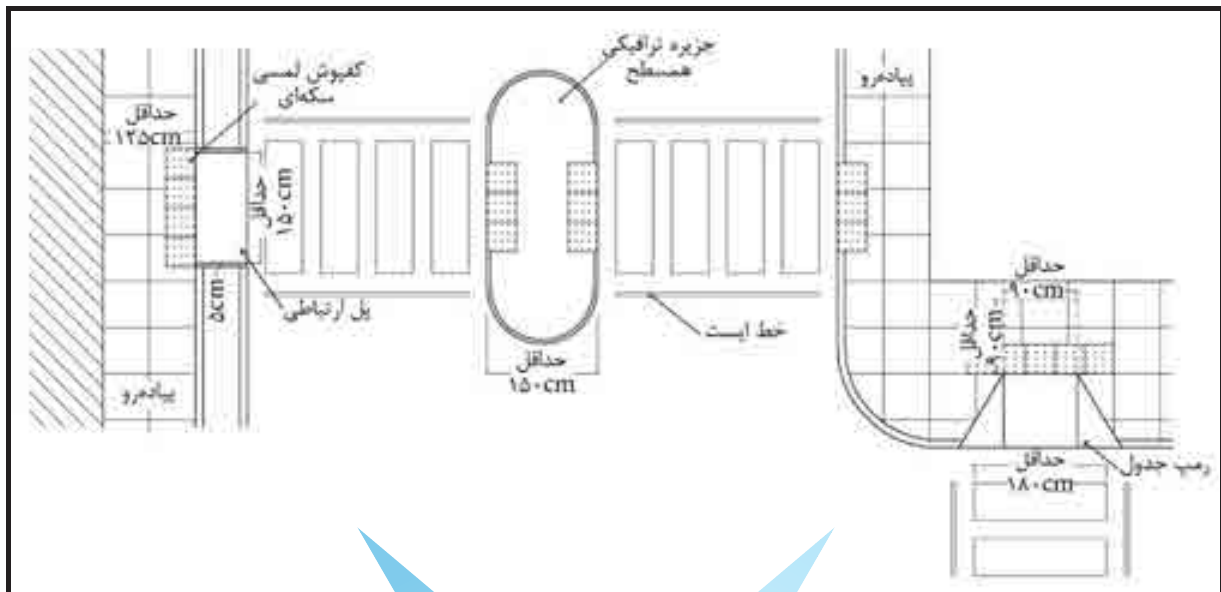 جزیره ترافیکی
همسطح
کفپوش لمسی
سکه‌ای
پیاده‌رو
حداقل
۱۲۵cm
حداقل
۱۵۰cm
۵cm
پل ارتباطی
پیاده‌رو
حداقل
۱۵۰cm
خط ایست
حداقل
۹۰cm
حداقل
۹۰cm
رمپ جدول
حداقل
۱۸۰cm